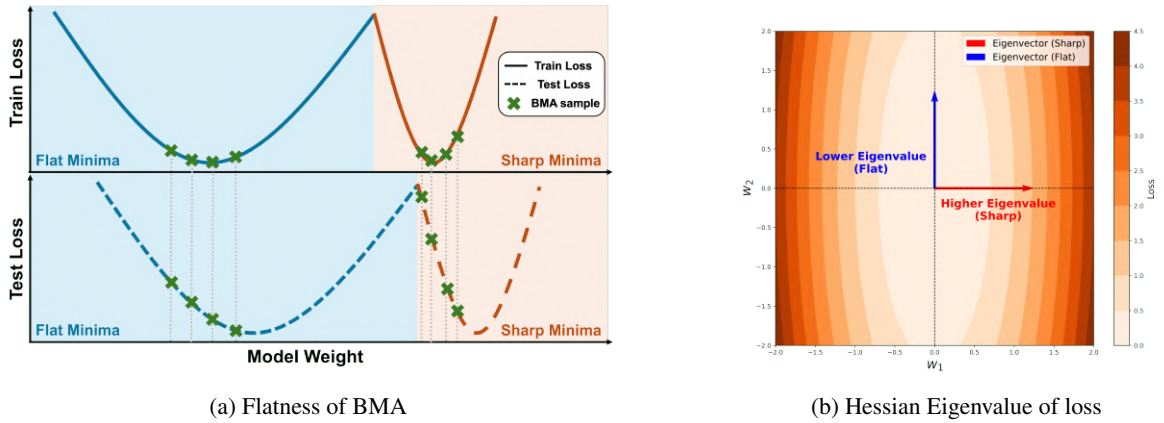 Train Loss
Train Loss
Test Loss
BMA sample
Flat Minima
Sharp Minima
Test Loss
Flat Minima
Sharp Minima
Model Weight
(a) Flatness of BMA
Eigenvector (Sharp)
Eigenvector (Flat)
Lower Eigenvalue
(Flat)
Higher Eigenvalue
(Sharp)
w₂
2.0
1.5
1.0
0.5
0.0
−0.5
−1.0
−1.5
−2.0
−2.0 −1.5 −1.0 −0.5 0.0 0.5 1.0 1.5 2.0
w₁
4.5
4.0
3.5
3.0
2.5
2.0
1.5
1.0
0.5
0.0
Loss
(b) Hessian Eigenvalue of loss